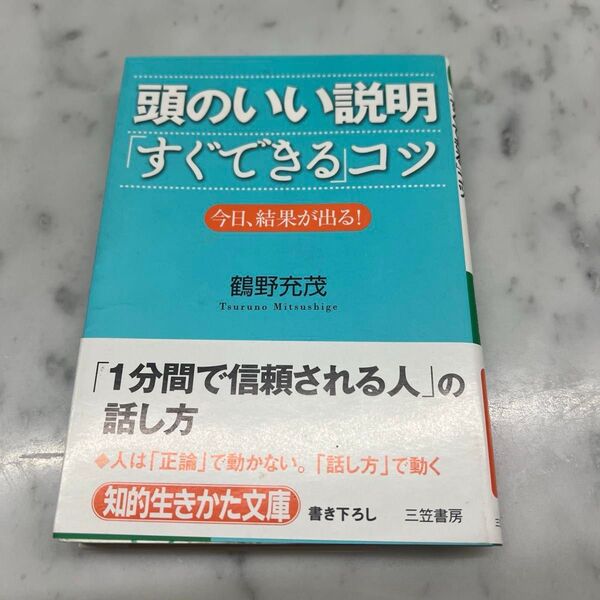 頭のいい説明
「すぐできる」コツ
今日、結果が出る!
鶴野充茂
Tsuruno Mitsushige
「1分間で信頼される人」の
話し方
◆人は「正論」で動かない。「話し方」で動く
知的生きかた文庫
書き下ろし
三笠書房